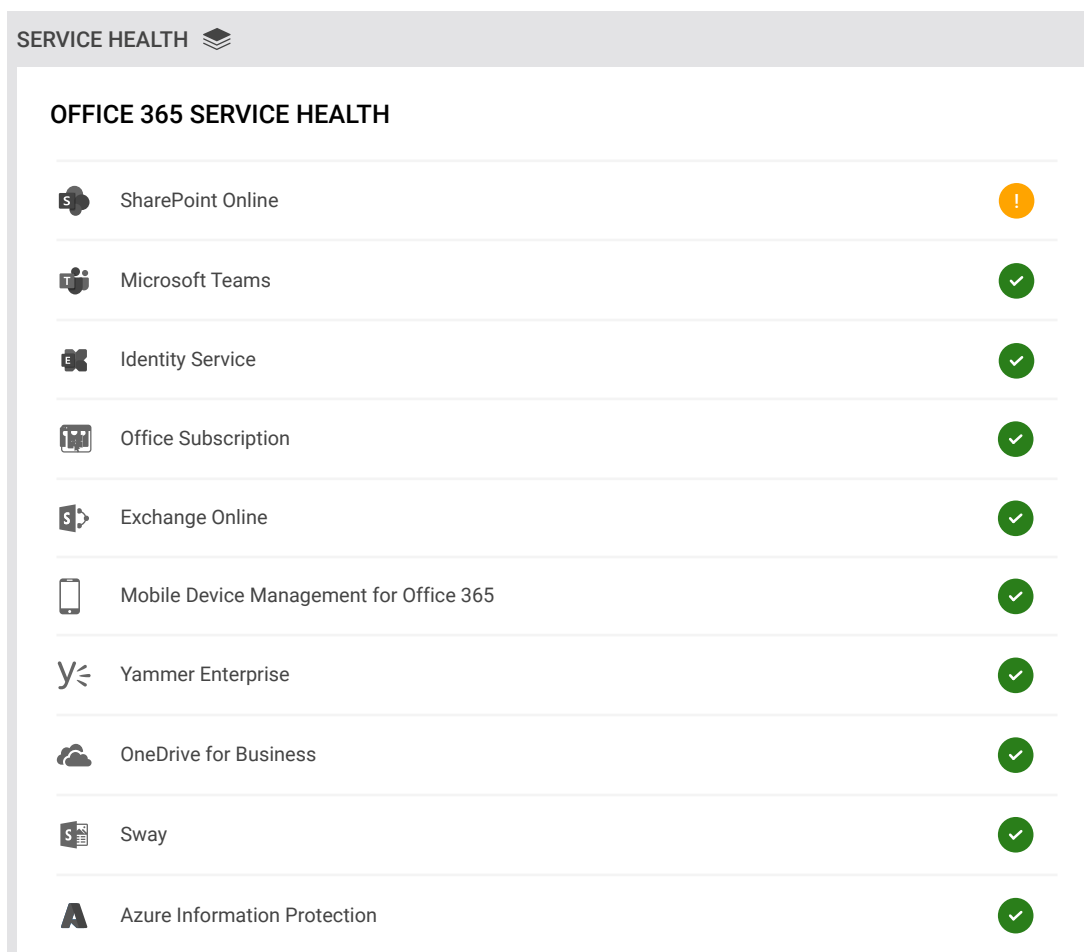 SERVICE HEALTH
OFFICE 365 SERVICE HEALTH
S SharePoint Online !
T Microsoft Teams
E Identity Service
Office Subscription
S Exchange Online
Mobile Device Management for Office 365
Yammer Enterprise
OneDrive for Business
S Sway
Azure Information Protection